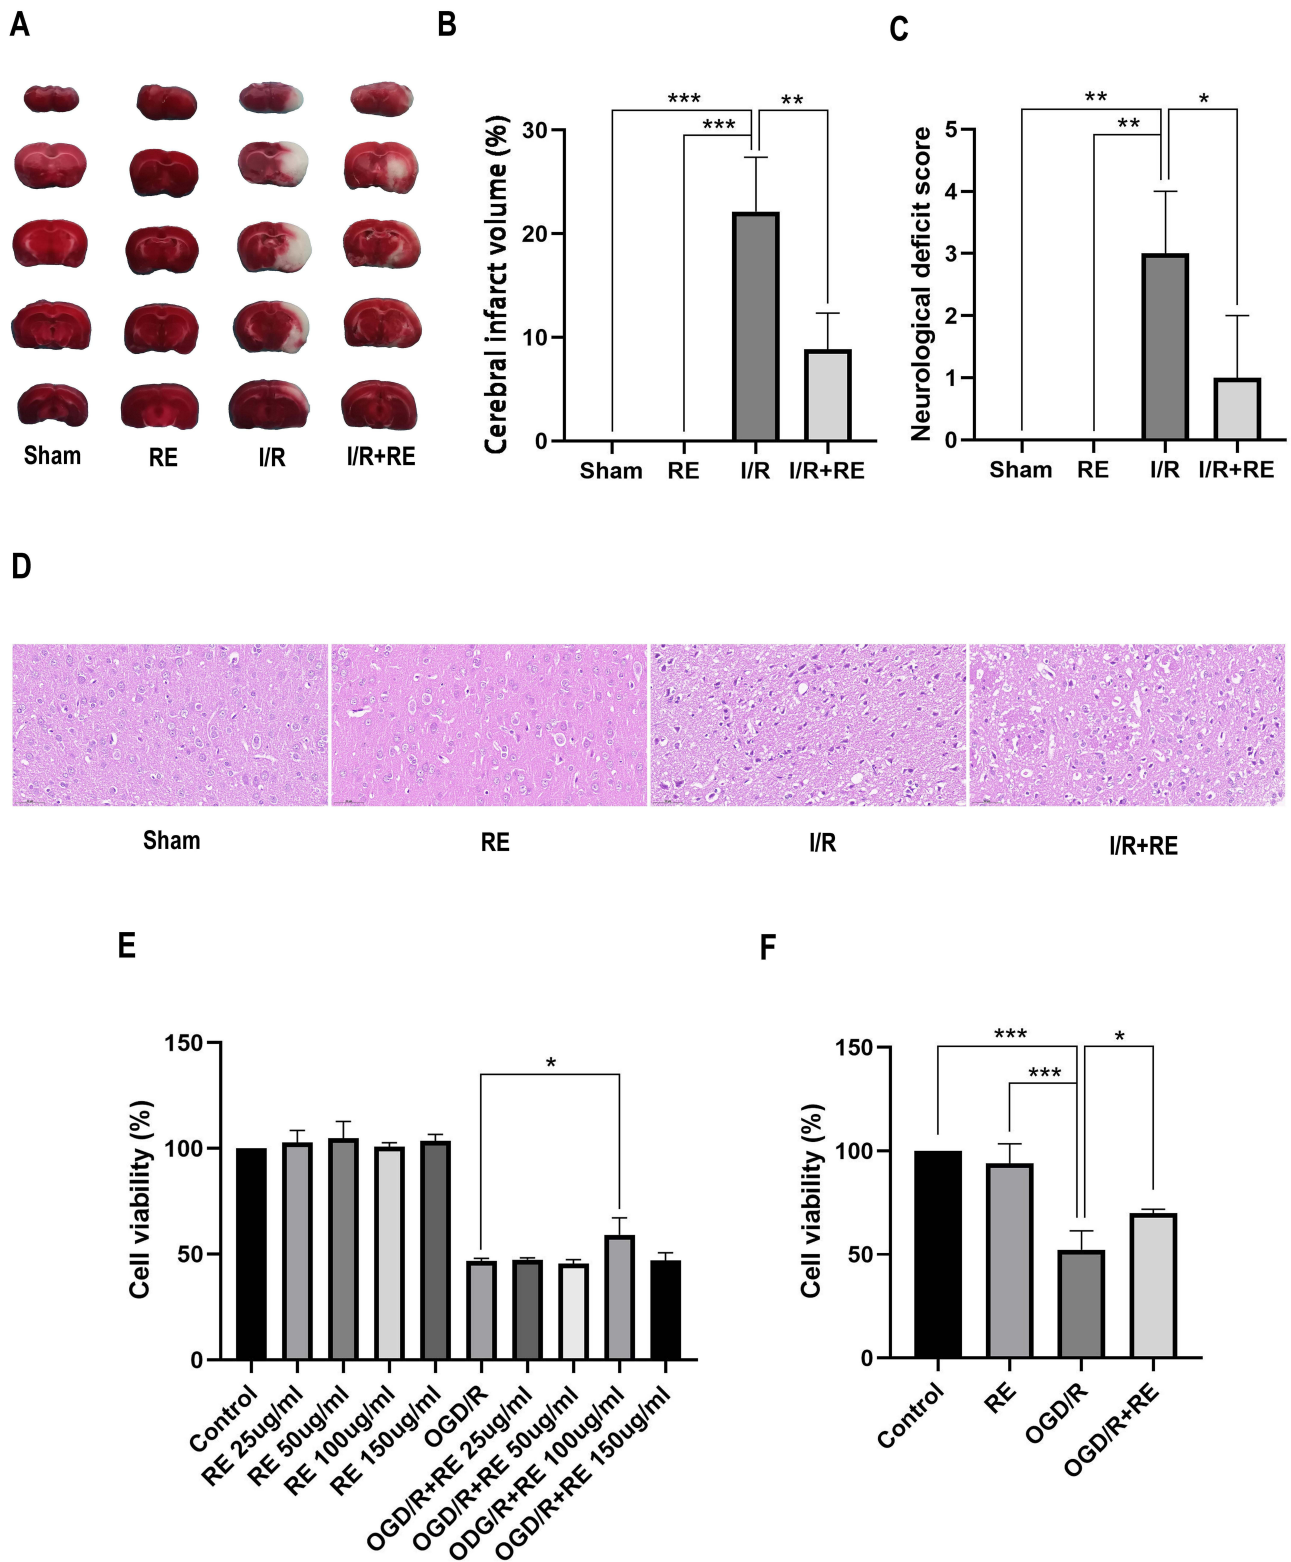 A
B
C
Sham
RE
I/R
I/R+RE
Cerebral infarct volume (%)
30
20
10
0
***
**
***
Sham
RE
I/R
I/R+RE
Neurological deficit score
5
4
3
2
1
0
**
*
**
Sham
RE
I/R
I/R+RE
D
Sham
RE
I/R
I/R+RE
E
F
Cell viability (%)
150
100
50
0
*
Control
RE 25ug/ml
RE 50ug/ml
RE 100ug/ml
RE 150ug/ml
OGD/R
OGD/R+RE 25ug/ml
OGD/R+RE 50ug/ml
ODG/R+RE 100ug/ml
OGD/R+RE 150ug/ml
Cell viability (%)
150
100
50
0
***
*
***
Control
RE
OGD/R
OGD/R+RE